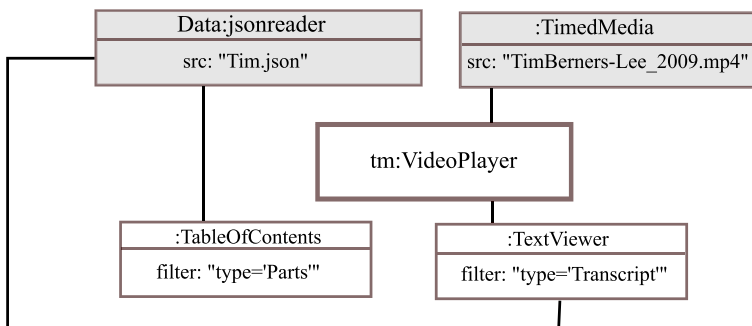 Data:jsonreader
src: "Tim.json"
:TimedMedia
src: "TimBerners-Lee_2009.mp4"
tm:VideoPlayer
:TableOfContents
filter: "type='Parts'"
:TextViewer
filter: "type='Transcript'"